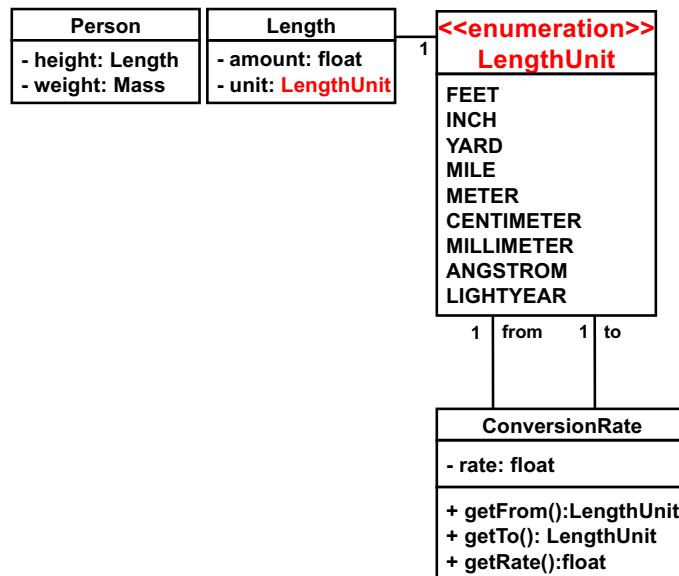 Person
- height: Length
- weight: Mass
Length
- amount: float
- unit: LengthUnit
1
<<enumeration>>
LengthUnit
FEET
INCH
YARD
MILE
METER
CENTIMETER
MILLIMETER
ANGSTROM
LIGHTYEAR
1 from 1 to
ConversionRate
- rate: float
+ getFrom():LengthUnit
+ getTo(): LengthUnit
+ getRate():float